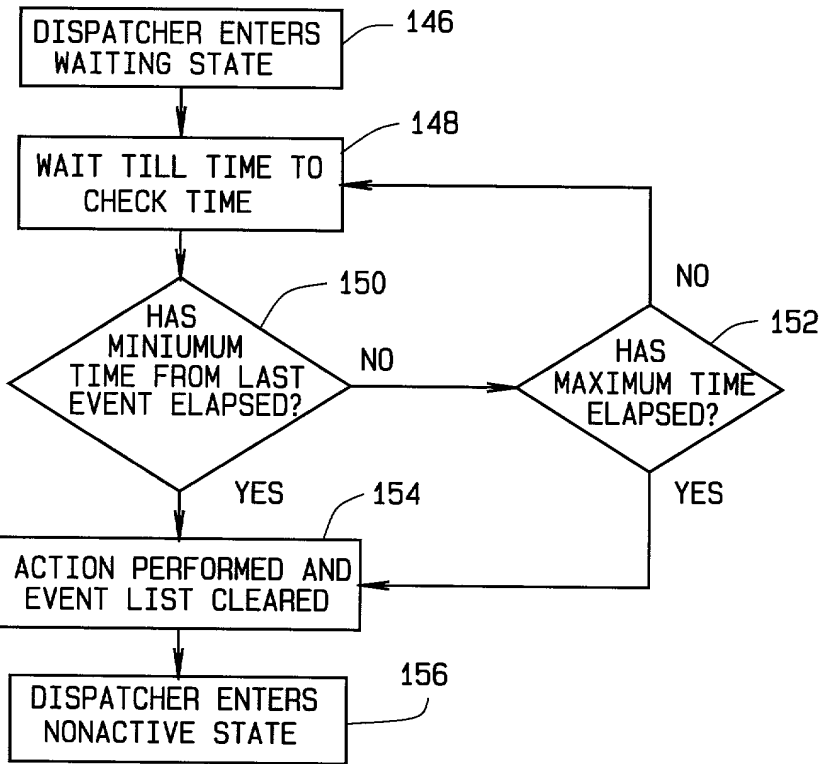 DISPATCHER ENTERS
WAITING STATE
146
148
WAIT TILL TIME TO
CHECK TIME
150
HAS
MINIUMUM
TIME FROM LAST
EVENT ELAPSED?
NO
NO
152
HAS
MAXIMUM TIME
ELAPSED?
YES
YES
154
ACTION PERFORMED AND
EVENT LIST CLEARED
DISPATCHER ENTERS
NONACTIVE STATE
156